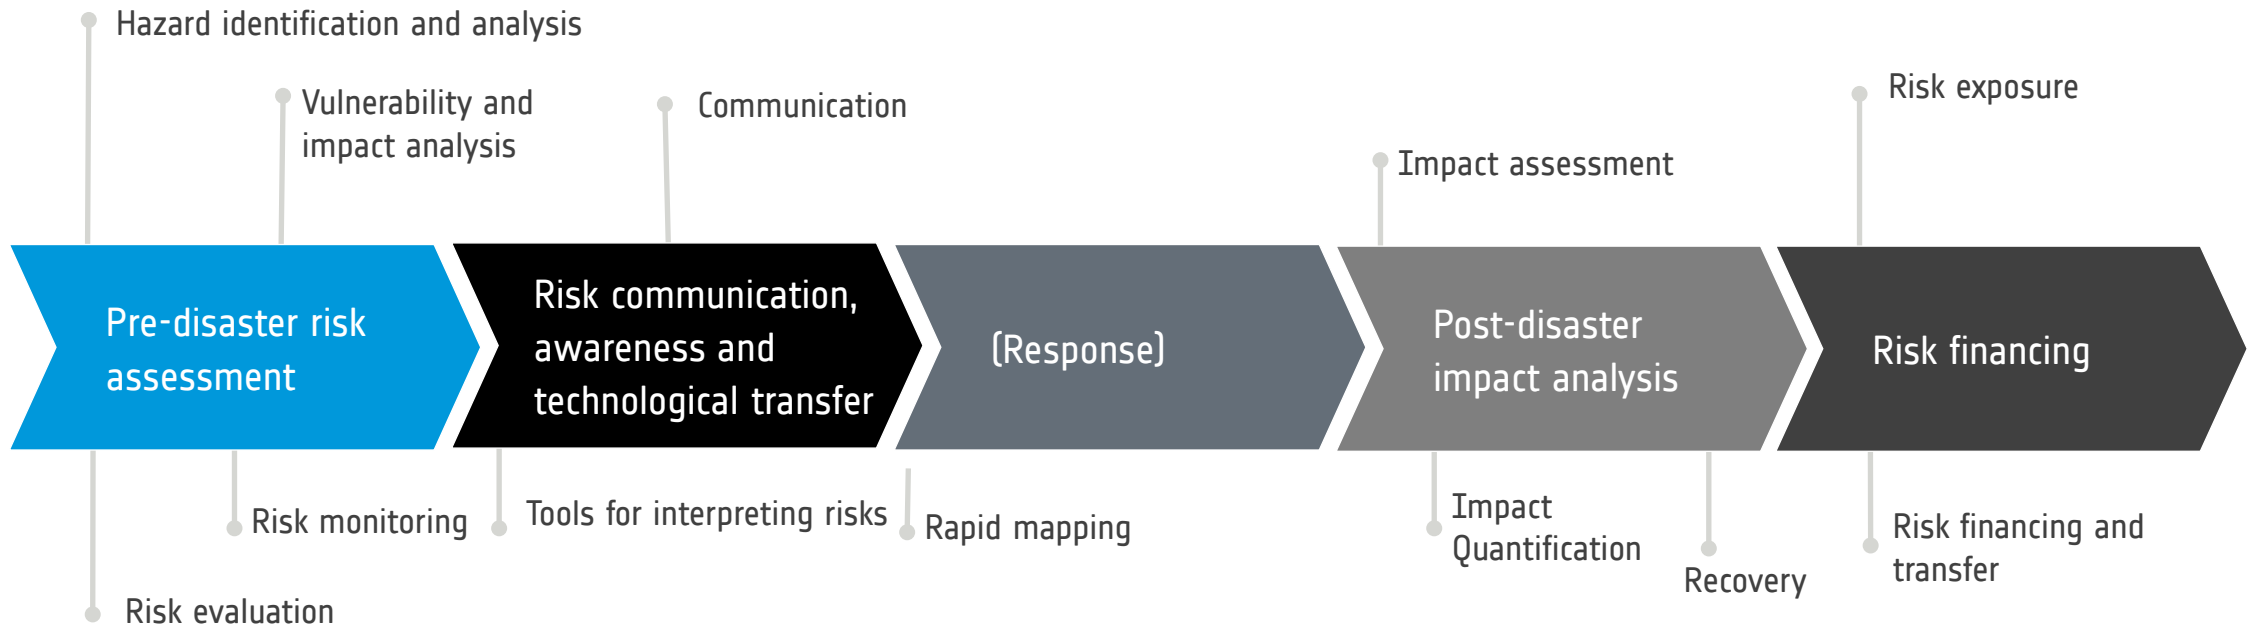 Hazard identification and analysis
Vulnerability and
impact analysis
Communication
Impact assessment
Risk exposure
Pre-disaster risk
assessment
Risk communication,
awareness and
technological transfer
(Response)
Post-disaster
impact analysis
Risk financing
Risk evaluation
Risk monitoring
Tools for interpreting risks
Rapid mapping
Impact
Quantification
Recovery
Risk financing and
transfer